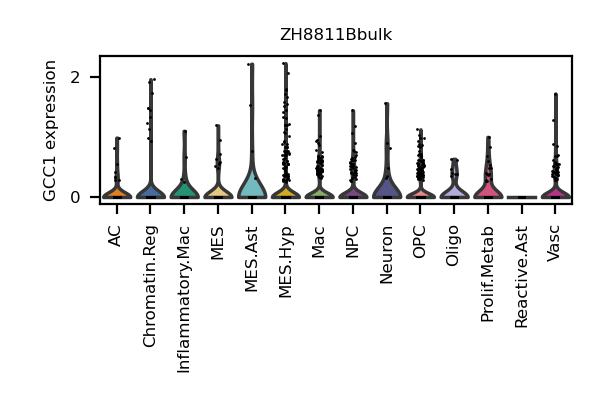 ZH8811Bbulk
GCC1 expression
2
0
AC
Chromatin.Reg
Inflammatory.Mac
MES
MES.Ast
MES.Hyp
Mac
NPC
Neuron
OPC
Oligo
Prolif.Metab
Reactive.Ast
Vasc